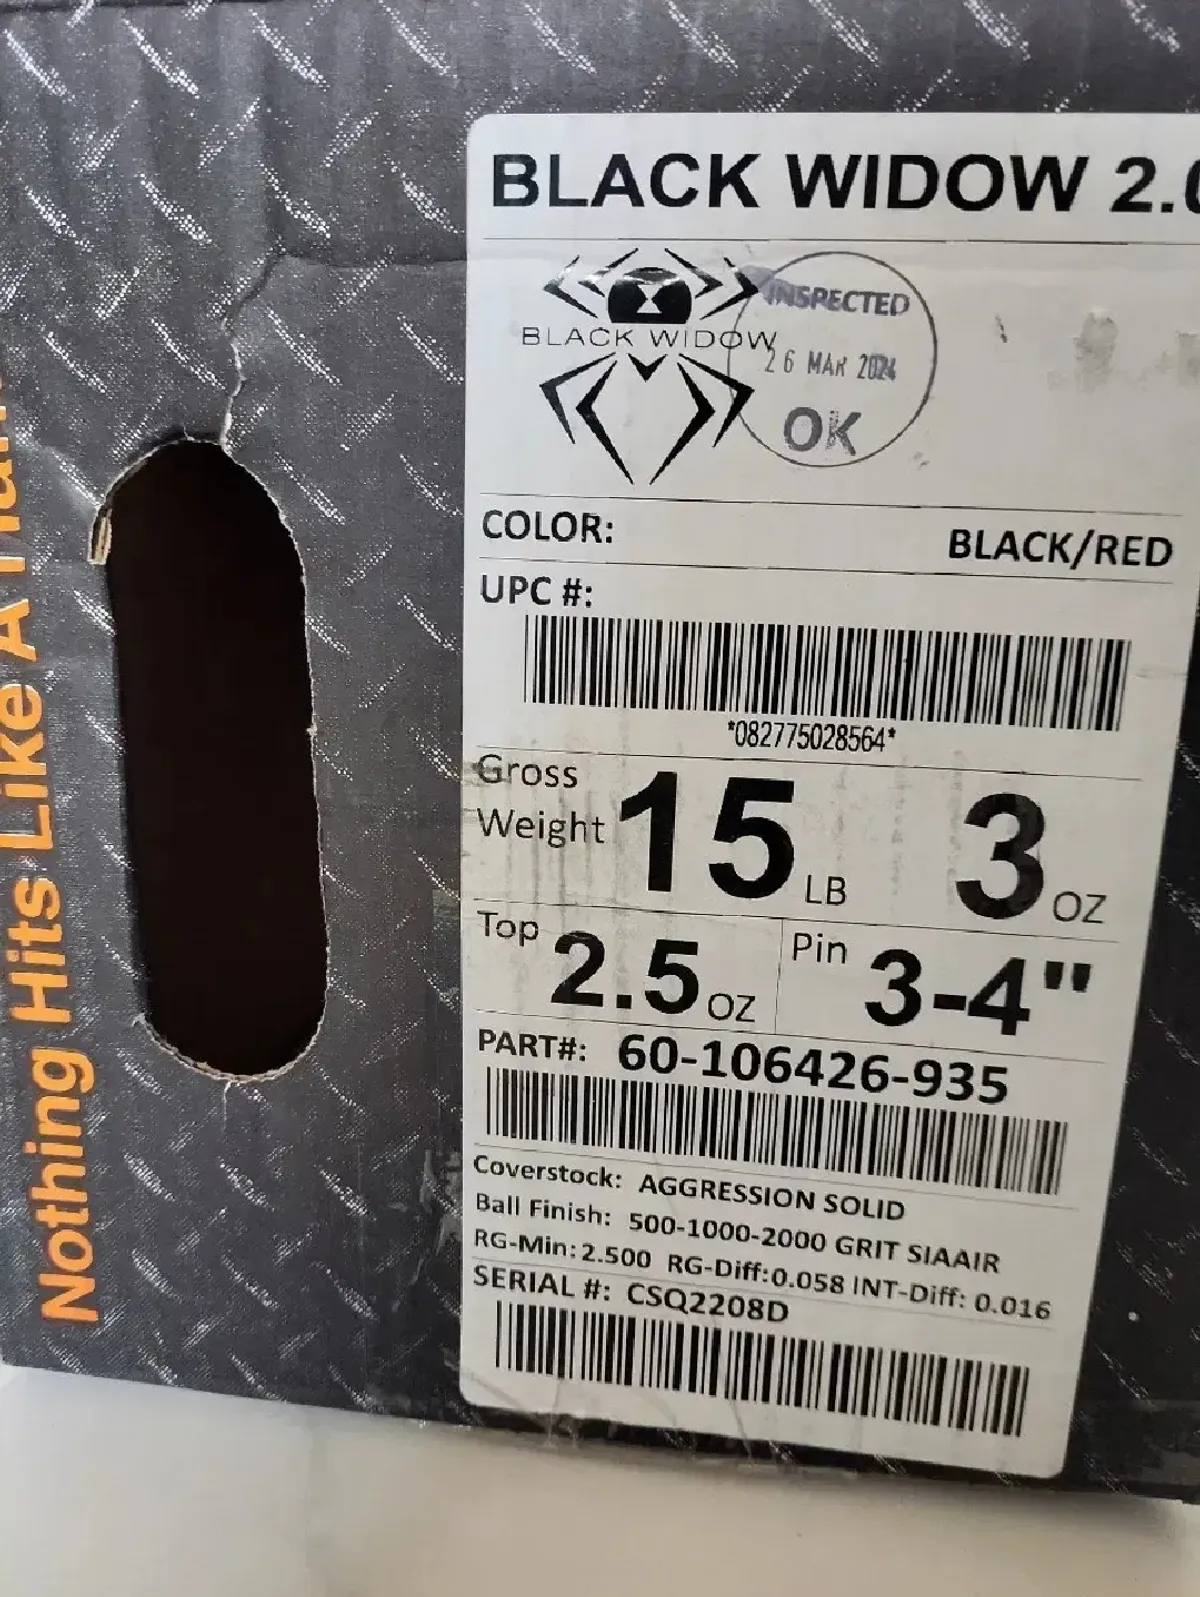 Nothing Hits Like A
BLACK WIDOW 2.0
BLACK WIDOW
INSPECTED
26 MAR 2024
OK
COLOR: BLACK/RED
UPC #:
*082775028564*
Gross Weight 15 LB 3 OZ
Top 2.5 OZ Pin 3-4"
PART#: 60-106426-935
Coverstock: AGGRESSION SOLID
Ball Finish: 500-1000-2000 GRIT SIAAIR
RG-Min: 2.500 RG-Diff: 0.058 INT-Diff: 0.016
SERIAL #: CSQ2208D